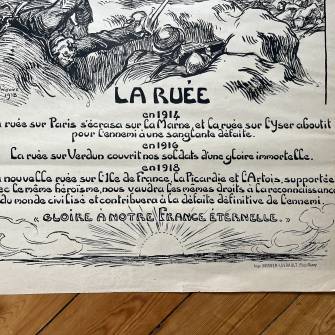 1918
LA RUÉE
en 1914
ruée sur Paris s'écrasa sur La Marne, et la ruée sur l'Yser aboutit
pour l'ennemi à une sanglante défaite.
en 1916
La ruée sur Verdun couvrit nos soldats d'une gloire immortelle.
en 1918
nouvelle ruée sur l'Ile de France, la Picardie et l'Artois, supportée
le même héroïsme, nous vaudra les mêmes droits à la reconnaissance
du monde civilisé et contribuera à la défaite définitive de l'ennemi.
« GLOIRE À NOTRE FRANCE ÉTERNELLE. »